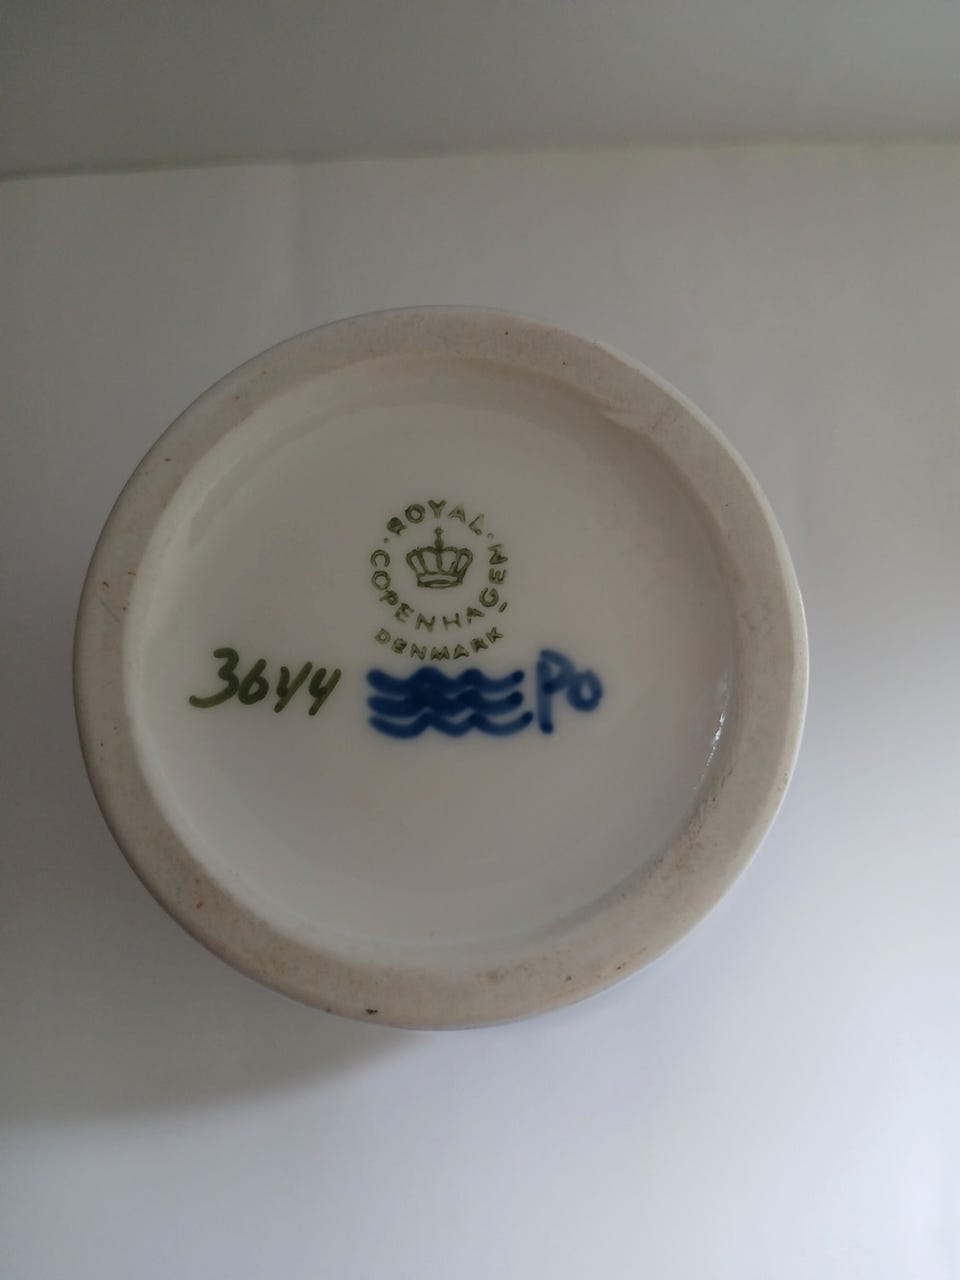 ROYAL
COPENHAGEN
DENMARK
3644 Po